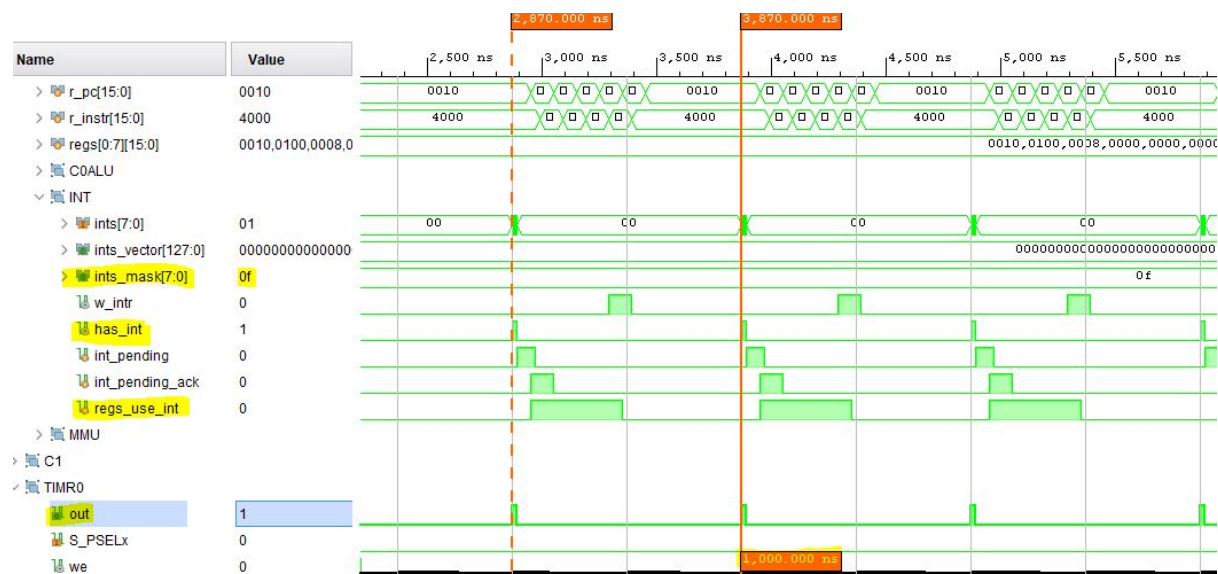 2,870.000 ns 3,870.000 ns
Name Value 2,500 ns 3,000 ns 3,500 ns 4,000 ns 4,500 ns 5,000 ns 5,500 ns
r_pc[15:0] 0010 0010 0010 0010 0010
r_instr[15:0] 4000 4000 4000 4000 4000
regs[0:7][15:0] 0010,0100,0008,0 0010,0100,0008,0000,0000,0000
C0ALU
INT
ints[7:0] 01 00 C0 C0 C0
ints_vector[127:0] 00000000000000
ints_mask[7:0] 0f 0f
w_intr 0
has_int 1
int_pending 0
int_pending_ack 0
regs_use_int 0
MMU
C1
TIMR0
out 1
S_PSELx 0
we 0 1,000.000 ns